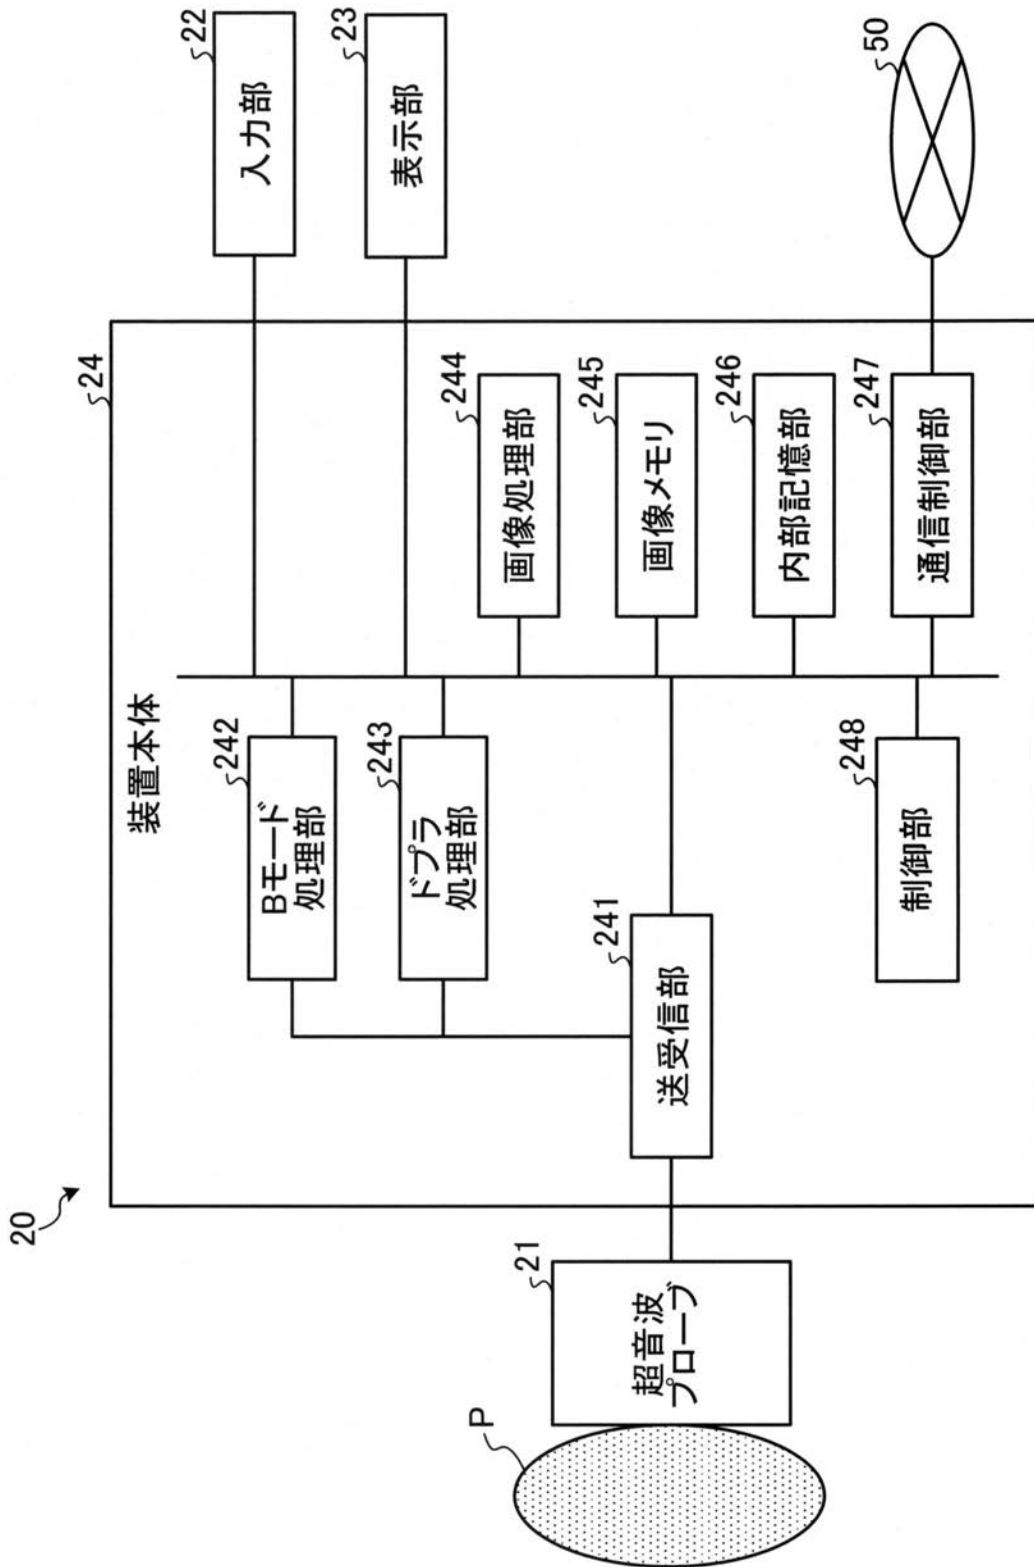 20
24
装置本体
22
入力部
23
表示部
242
Bモード
処理部
243
ドプラ
処理部
244
画像処理部
245
画像メモリ
246
内部記憶部
247
通信制御部
50
P
21
超音波
プローブ
241
送受信部
248
制御部